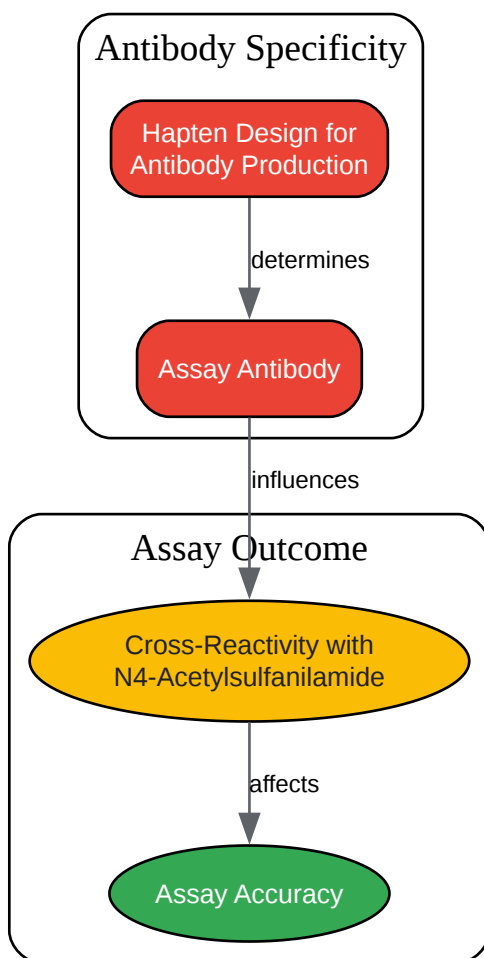 Antibody Specificity
Hapten Design for
Antibody Production
determines
Assay Antibody
influences
Assay Outcome
Cross-Reactivity with
N4-Acetylsulfanilamide
affects
Assay Accuracy